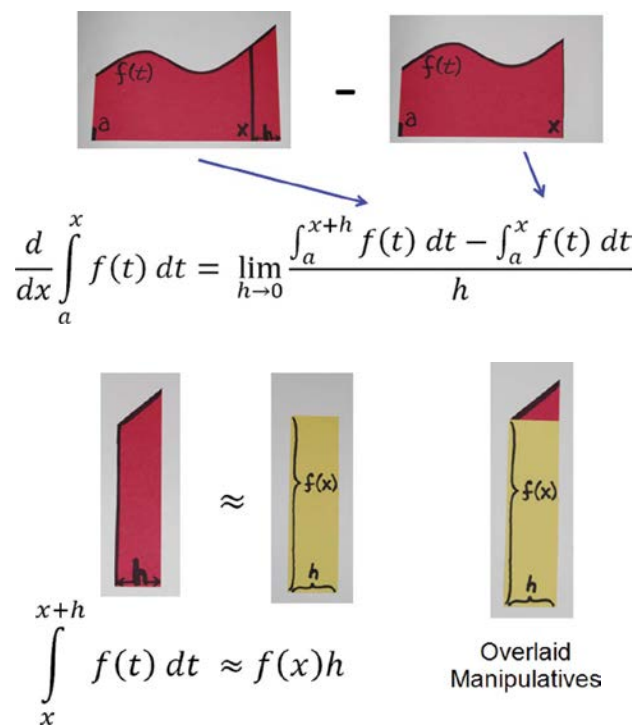 f(t)
a
x
h
−
f(t)
a
x
d/dx ∫_a^x f(t) dt = lim_{h→0} (∫_a^{x+h} f(t) dt − ∫_a^x f(t) dt) / h
h
≈
f(x)
h
f(x)
h
∫_x^{x+h} f(t) dt ≈ f(x)h
Overlaid
Manipulatives